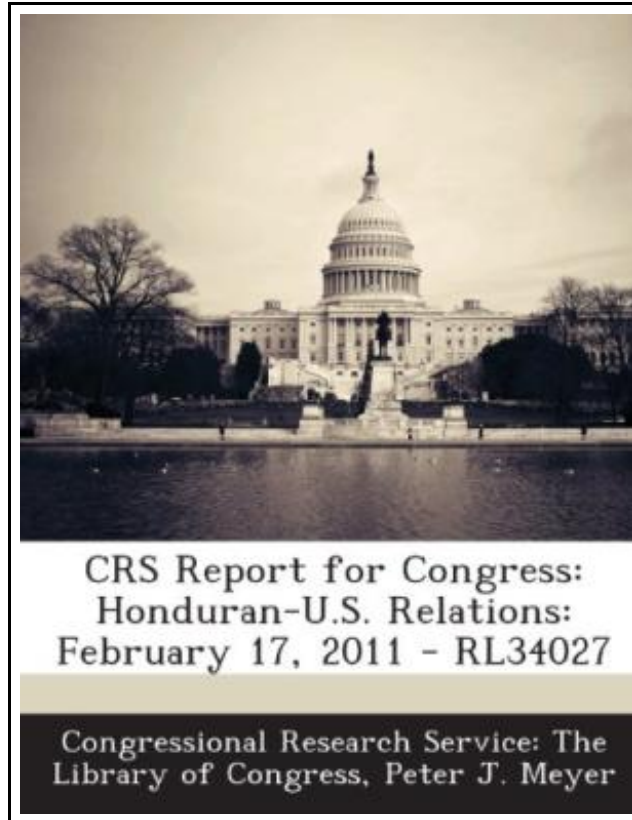 CRS Report for Congress:
Honduran-U.S. Relations:
February 17, 2011 - RL34027
Congressional Research Service: The
Library of Congress, Peter J. Meyer